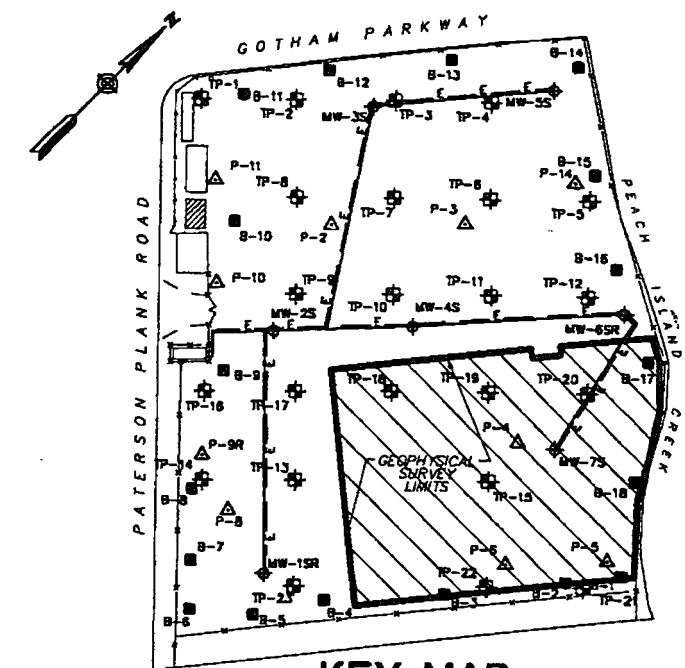 N
GOTHAM PARKWAY
B-14
B-13
B-12
TP-1
B-11
TP-2
MW-3S
TP-3
TP-4
MW-5S
E
E
E
P-11
TP-8
B-15
P-14
TP-6
TP-7
P-3
TP-5
B-10
P-2
PEACH ISLAND CREEK
PATERSON PLANK ROAD
B-16
P-10
TP-9
TP-10
TP-11
TP-12
MW-2S
MW-4S
MW-6SR
B-9
TP-16
TP-17
TP-18
TP-19
TP-20
B-17
P-9R
P-4
MW-7S
TP-14
TP-13
GEOPHYSICAL
SURVEY
LIMITS
TP-15
B-18
B-8
P-8
B-7
P-6
P-5
MW-1SR
TP-22
B-6
B-5
B-4
B-3
B-2
B-1
KEY MAP